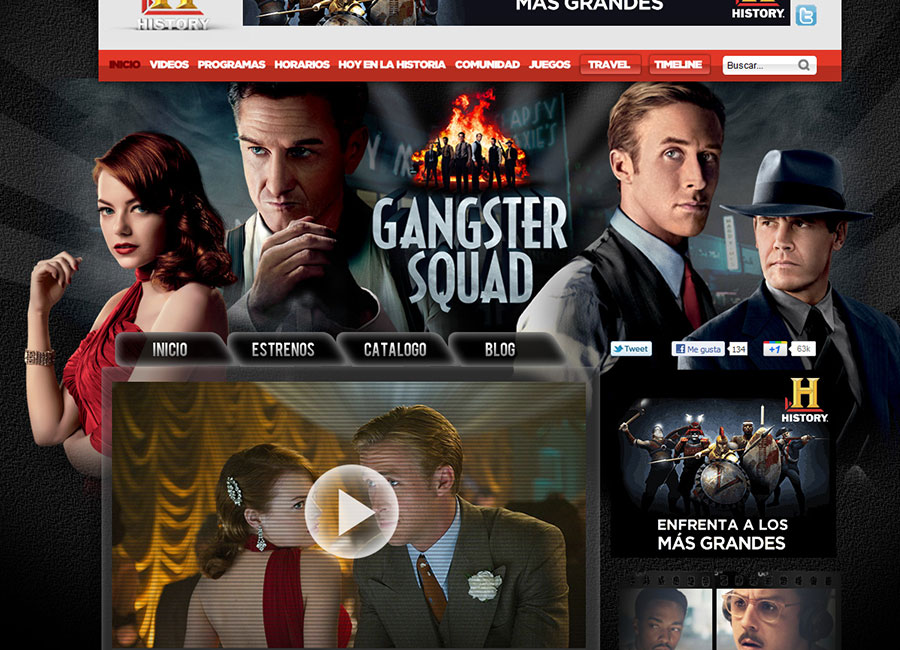 HISTORY
MÁS GRANDES
HISTORY.
INICIO VIDEOS PROGRAMAS HORARIOS HOY EN LA HISTORIA COMUNIDAD JUEGOS TRAVEL TIMELINE Buscar...
GANGSTER
SQUAD
INICIO ESTRENOS CATALOGO BLOG
Tweet Me gusta 134 +1 63k
H
HISTORY.
ENFRENTA A LOS
MÁS GRANDES